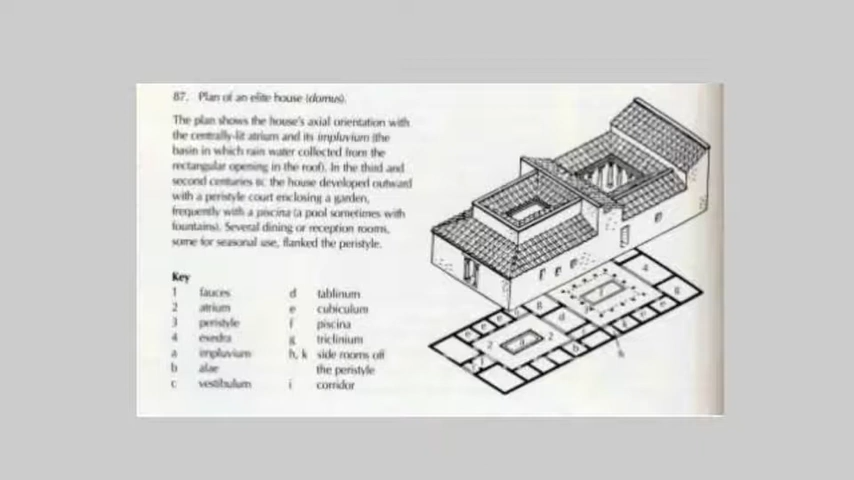 87. Plan of an elite house (domus).
The plan shows the house's axial orientation with
the centrally-lit atrium and its impluvium (the
basin in which rain water collected from the
rectangular opening in the roof). In the third and
second centuries BC the house developed outward
with a peristyle court enclosing a garden,
frequently with a piscina (a pool sometimes with
fountains). Several dining or reception rooms,
some for seasonal use, flanked the peristyle.
Key
1 fauces
2 atrium
3 peristyle
4 exedra
a impluvium
b alae
c vestibulum
d tablinum
e cubiculum
f piscina
g triclinium
h, k side rooms off
the peristyle
i corridor